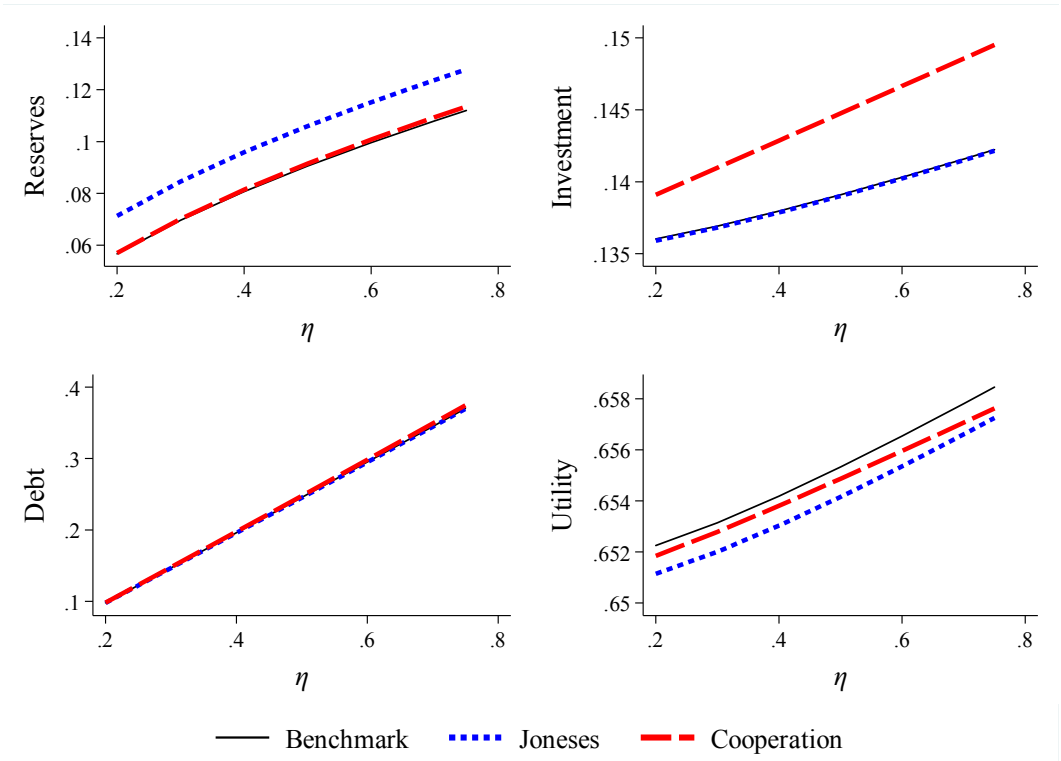 Reserves
.14
.12
.1
.08
.06
.2 .4 .6 .8
η
Investment
.15
.145
.14
.135
.2 .4 .6 .8
η
Debt
.4
.3
.2
.1
.2 .4 .6 .8
η
Utility
.658
.656
.654
.652
.65
.2 .4 .6 .8
η
Benchmark Joneses Cooperation